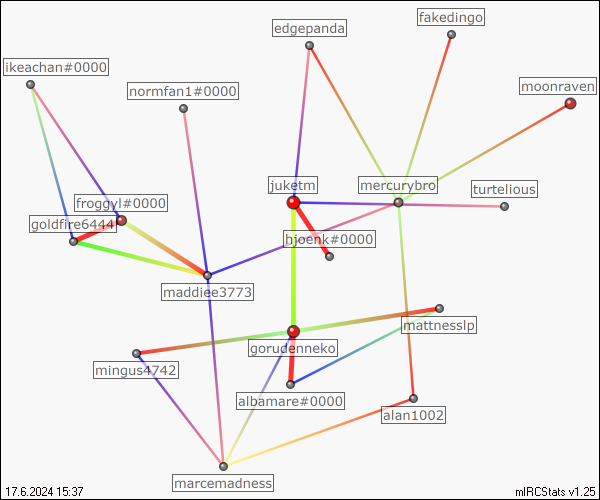 edgepanda
fakedingo
ikeachan#0000
normfan1#0000
moonraven
juketm
mercurybro
turtelious
froggyl#0000
goldfire6444
bjoenk#0000
maddiee3773
mattnesslp
gorudenneko
mingus4742
albamare#0000
alan1002
marcemadness
17.6.2024 15:37
mIRCStats v1.25